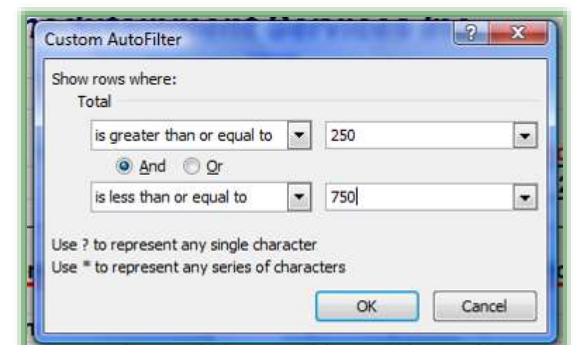 Custom AutoFilter
? X
Show rows where:
Total
is greater than or equal to 250
And Or
is less than or equal to 750
Use ? to represent any single character
Use * to represent any series of characters
OK Cancel